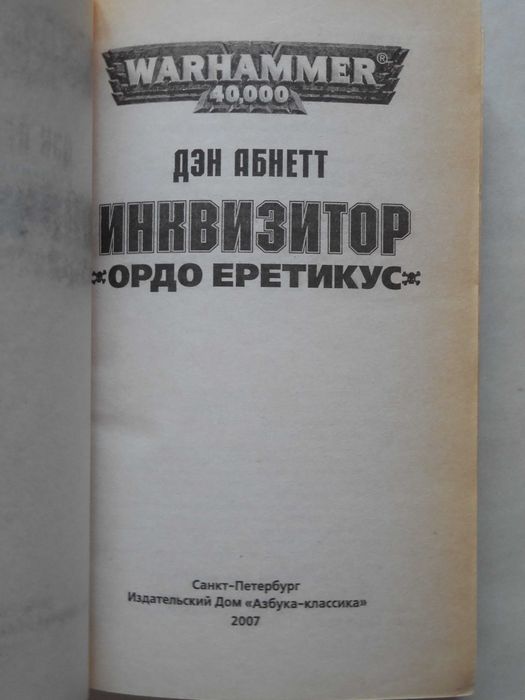 WARHAMMER®
40,000
ДЭН АБНЕТТ
ИНКВИЗИТОР
ОРДО ЕРЕТИКУС
Санкт-Петербург
Издательский Дом «Азбука-классика»
2007